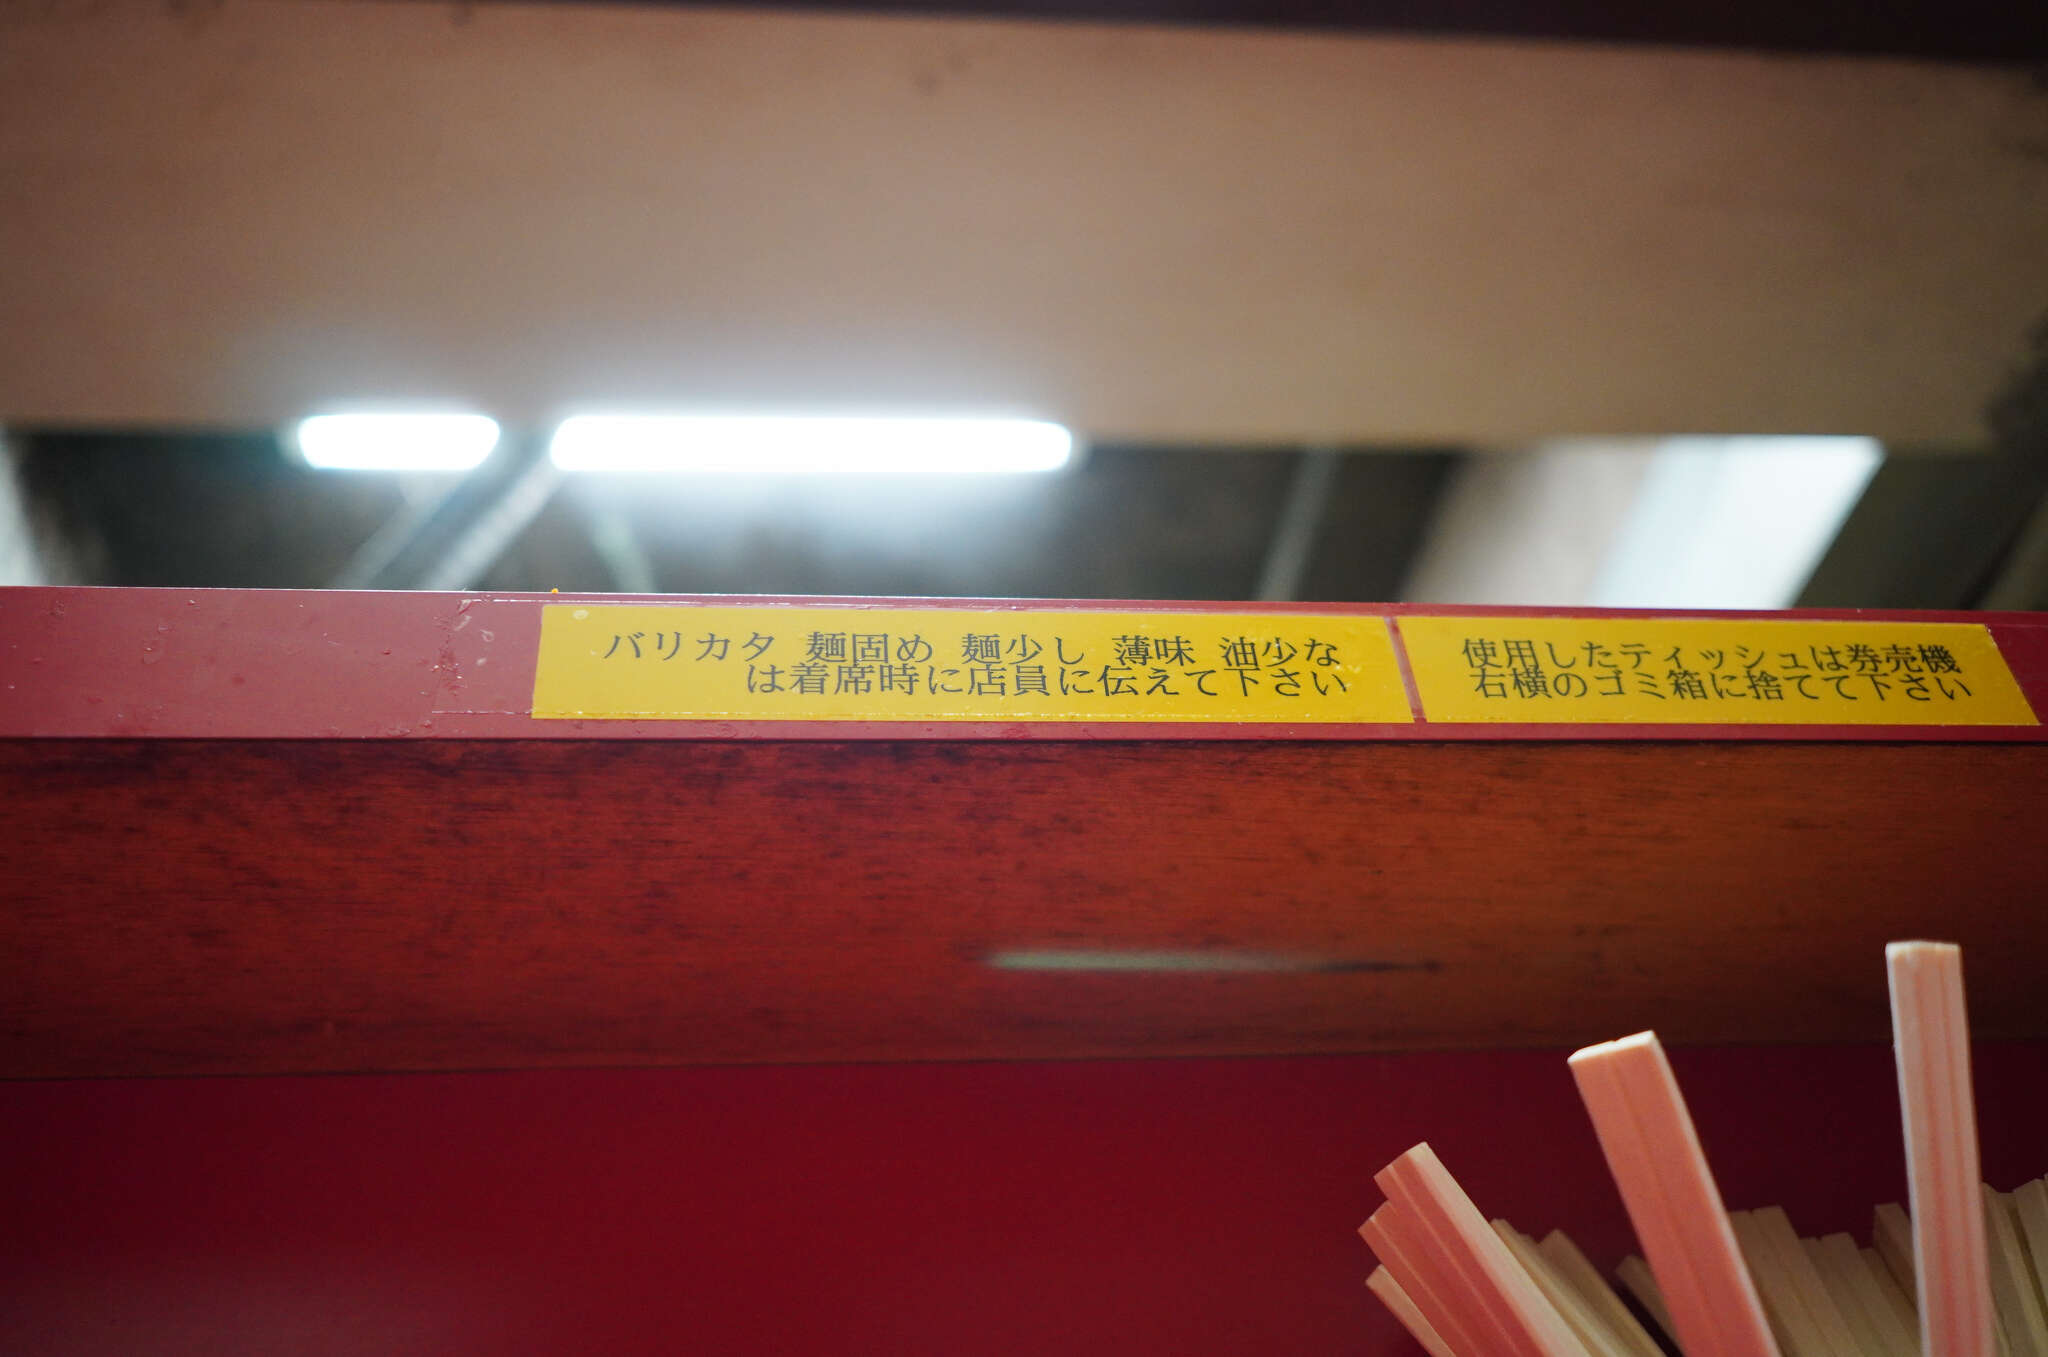 バリカタ 麺固め 麺少し 薄味 油少な
は着席時に店員に伝えて下さい
使用したティッシュは券売機
右横のゴミ箱に捨てて下さい